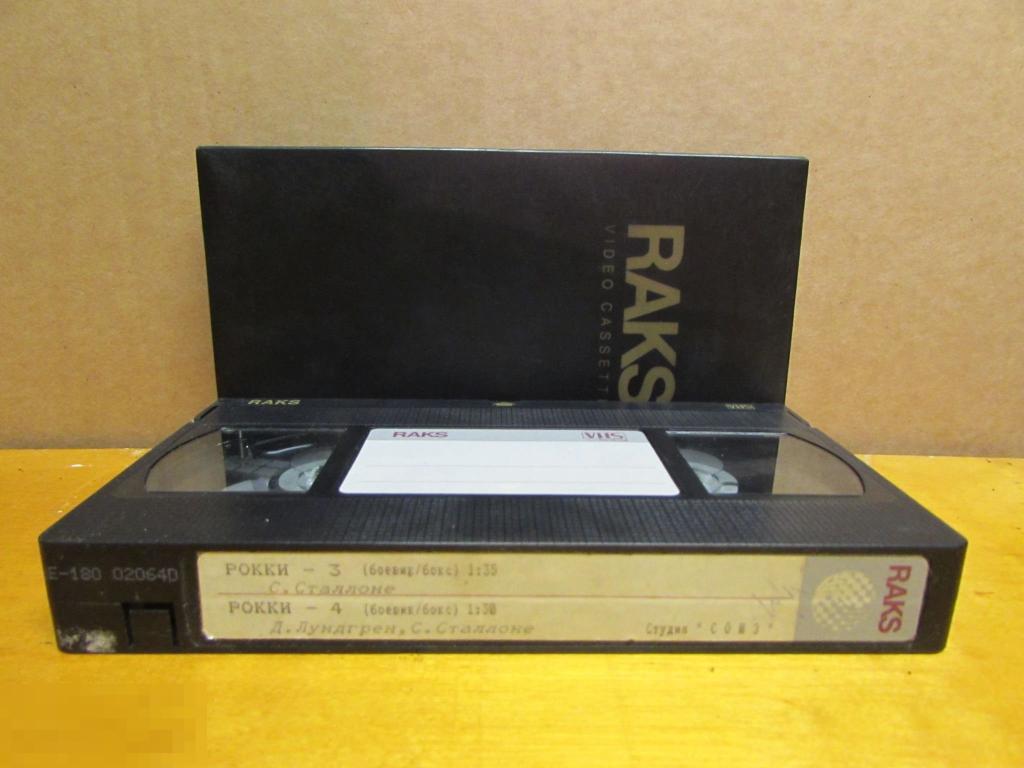 RAKS
VIDEO CASSETTE
RAKS
VHS
RAKS
VHS
E-180 02064D
РОККИ - 3 (боевик/бокс) 1:35
С.Сталлоне
РОККИ - 4 (боевик/бокс) 1:30
Д.Лундгрен,С.Сталлоне
Студия "СОЮЗ"
RAKS